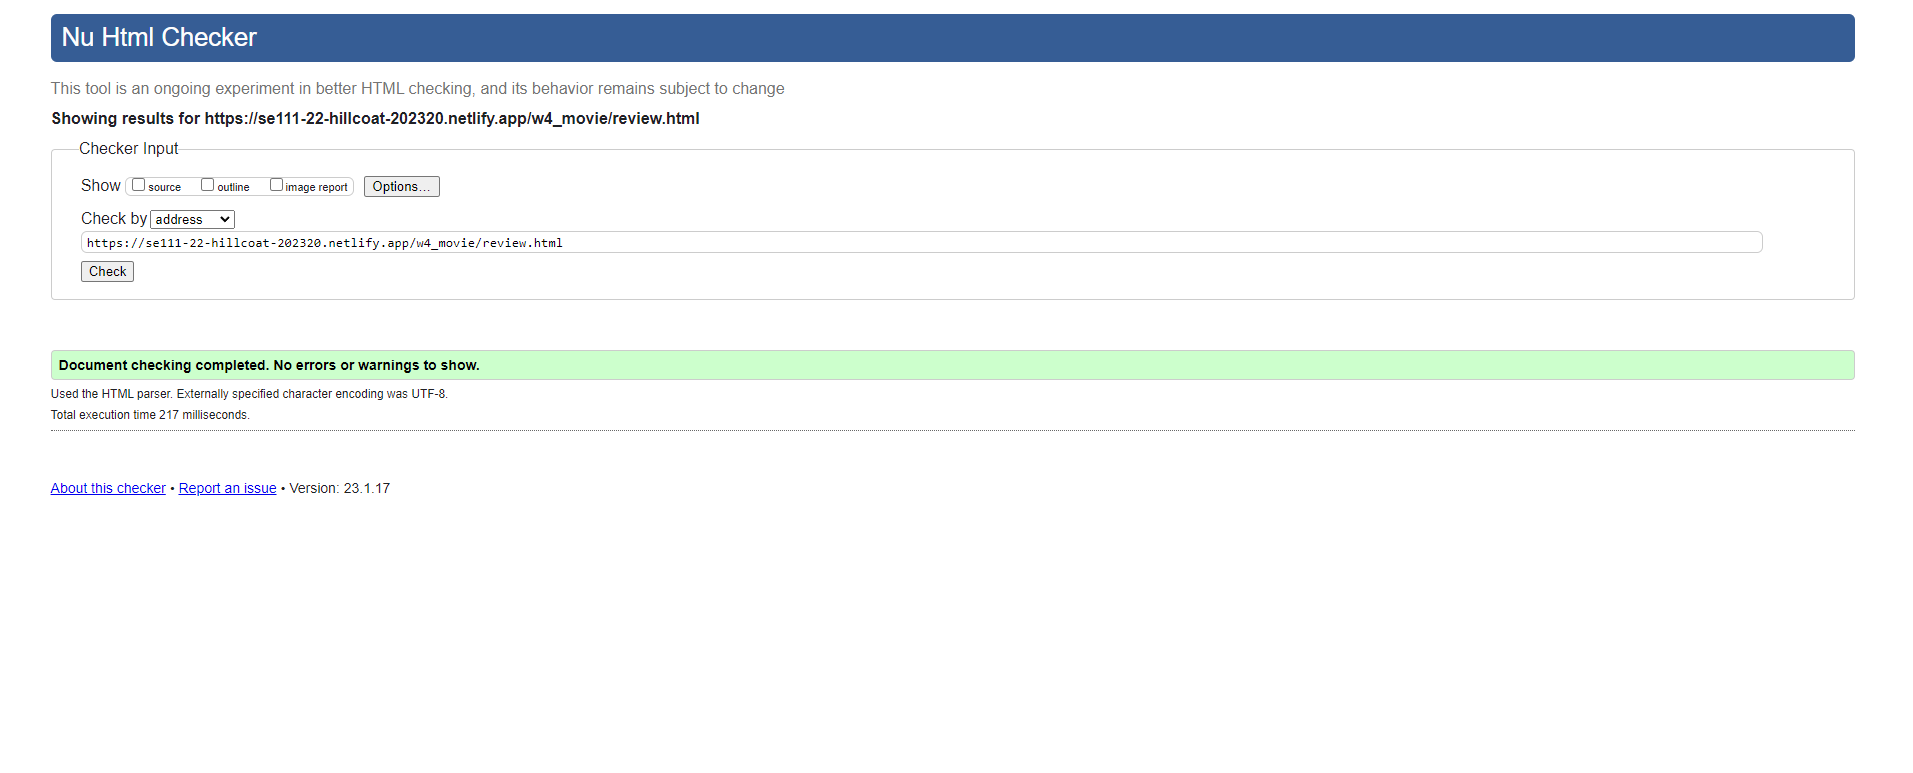 Nu Html Checker
This tool is an ongoing experiment in better HTML checking, and its behavior remains subject to change
Showing results for https://se111-22-hillcoat-202320.netlify.app/w4_movie/review.html
Checker Input
Show source outline image report Options...
Check by address
https://se111-22-hillcoat-202320.netlify.app/w4_movie/review.html
Check
Document checking completed. No errors or warnings to show.
Used the HTML parser. Externally specified character encoding was UTF-8.
Total execution time 217 milliseconds.
About this checker • Report an issue • Version: 23.1.17